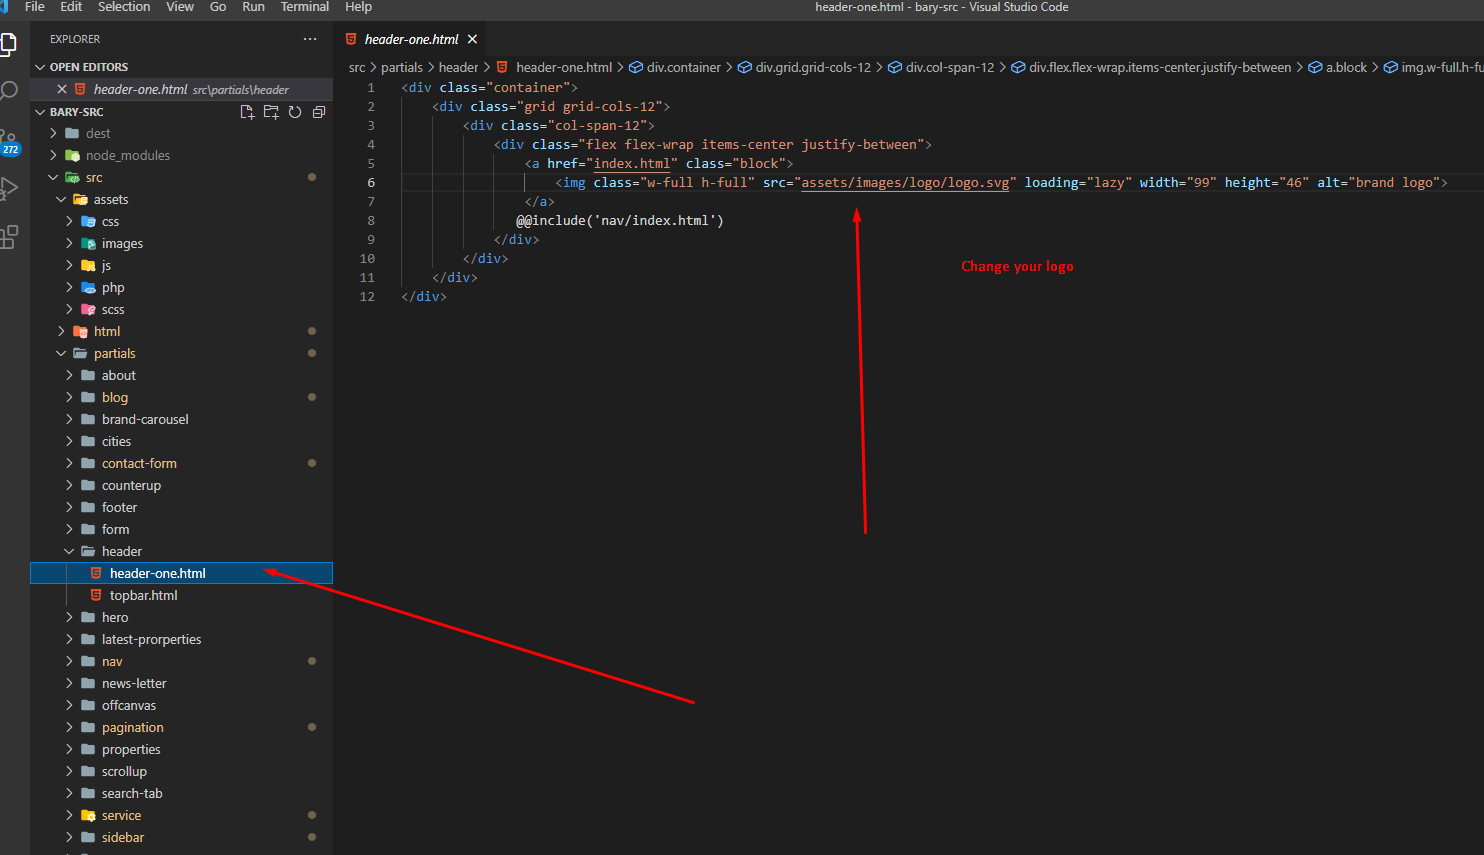 File Edit Selection View Go Run Terminal Help
header-one.html - bary-src - Visual Studio Code
EXPLORER
OPEN EDITORS
header-one.html src\partials\header
BARY-SRC
dest
node_modules
src
assets
css
images
js
php
scss
html
partials
about
blog
brand-carousel
cities
contact-form
counterup
footer
form
header
header-one.html
topbar.html
hero
latest-prorperties
nav
news-letter
offcanvas
pagination
properties
scrollup
search-tab
service
sidebar
272
header-one.html
src > partials > header > header-one.html > div.container > div.grid.grid-cols-12 > div.col-span-12 > div.flex.flex-wrap.items-center.justify-between > a.block > img.w-full.h-fu
1 <div class="container">
2 <div class="grid grid-cols-12">
3 <div class="col-span-12">
4 <div class="flex flex-wrap items-center justify-between">
5 <a href="index.html" class="block">
6 <img class="w-full h-full" src="assets/images/logo/logo.svg" loading="lazy" width="99" height="46" alt="brand logo">
7 </a>
8 @@include('nav/index.html')
9 </div>
10 </div>
11 </div>
12 </div>
Change your logo